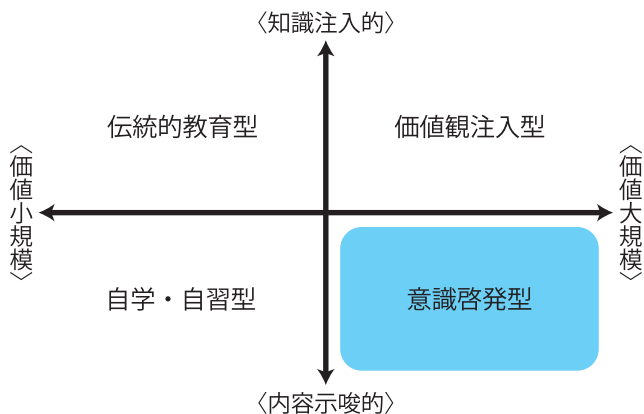 〈知識注入的〉
伝統的教育型
価値観注入型
〈価値小規模〉
〈価値大規模〉
自学・自習型
意識啓発型
〈内容示唆的〉